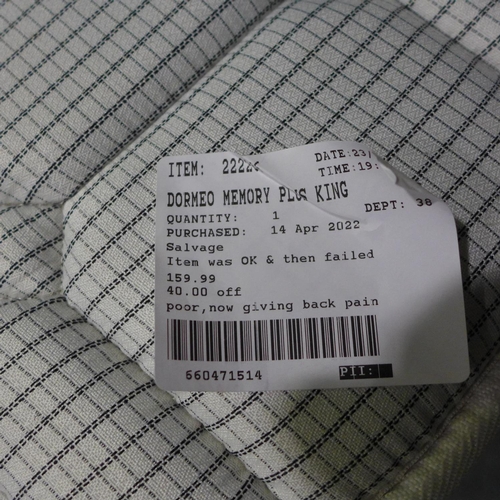 ITEM: 2222
DATE:23/
TIME:19:
DORMEO MEMORY PLUS KING
DEPT: 38
QUANTITY: 1
PURCHASED: 14 Apr 2022
Salvage
Item was OK & then failed
159.99
40.00 off
poor,now giving back pain
660471514
PII: